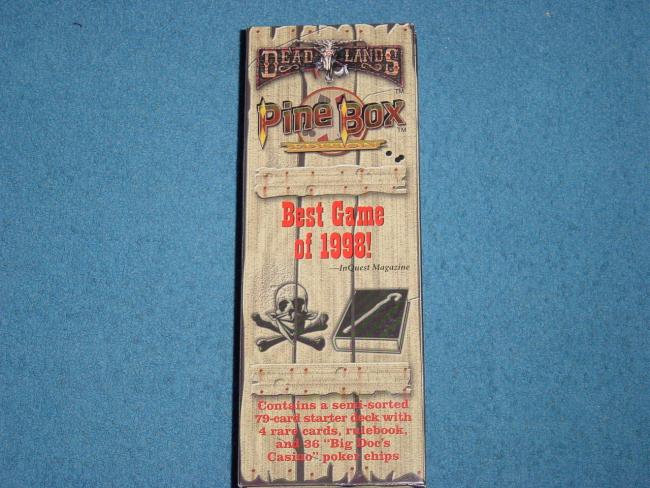 DEADLANDS
Pine Box
™
™
Best Game
of 1998!
—InQuest Magazine
Contains a semi-sorted
79-card starter deck with
4 rare cards, rulebook,
and 36 "Big Doc's
Casino" poker chips